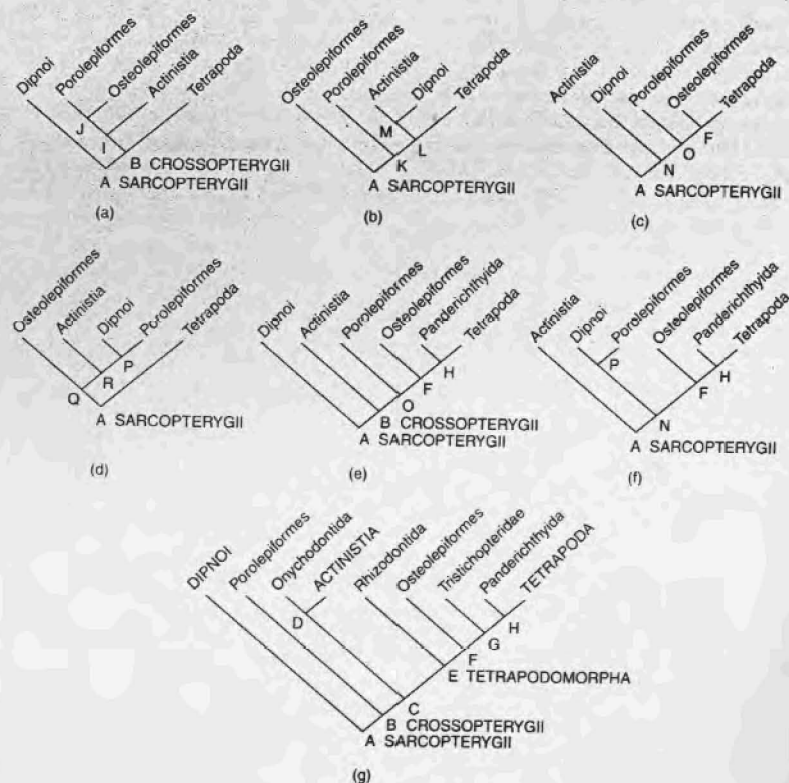 Dipnoi
Porolepiformes
Osteolepiformes
Actinistia
Tetrapoda
J
I
B CROSSOPTERYGII
A SARCOPTERYGII
(a)
Osteolepiformes
Porolepiformes
Actinistia
Dipnoi
Tetrapoda
M
L
K
A SARCOPTERYGII
(b)
Actinistia
Dipnoi
Porolepiformes
Osteolepiformes
Tetrapoda
F
O
N
A SARCOPTERYGII
(c)
Osteolepiformes
Actinistia
Dipnoi
Porolepiformes
Tetrapoda
P
R
Q
A SARCOPTERYGII
(d)
Dipnoi
Actinistia
Porolepiformes
Osteolepiformes
Panderichthyida
Tetrapoda
H
F
O
B CROSSOPTERYGII
A SARCOPTERYGII
(e)
Actinistia
Dipnoi
Porolepiformes
Osteolepiformes
Panderichthyida
Tetrapoda
P
H
F
N
A SARCOPTERYGII
(f)
DIPNOI
Porolepiformes
Onychodontida
ACTINISTIA
Rhizodontida
Osteolepiformes
Tristichopteridae
Panderichthyida
TETRAPODA
D
H
G
F
E TETRAPODOMORPHA
C
B CROSSOPTERYGII
A SARCOPTERYGII
(g)